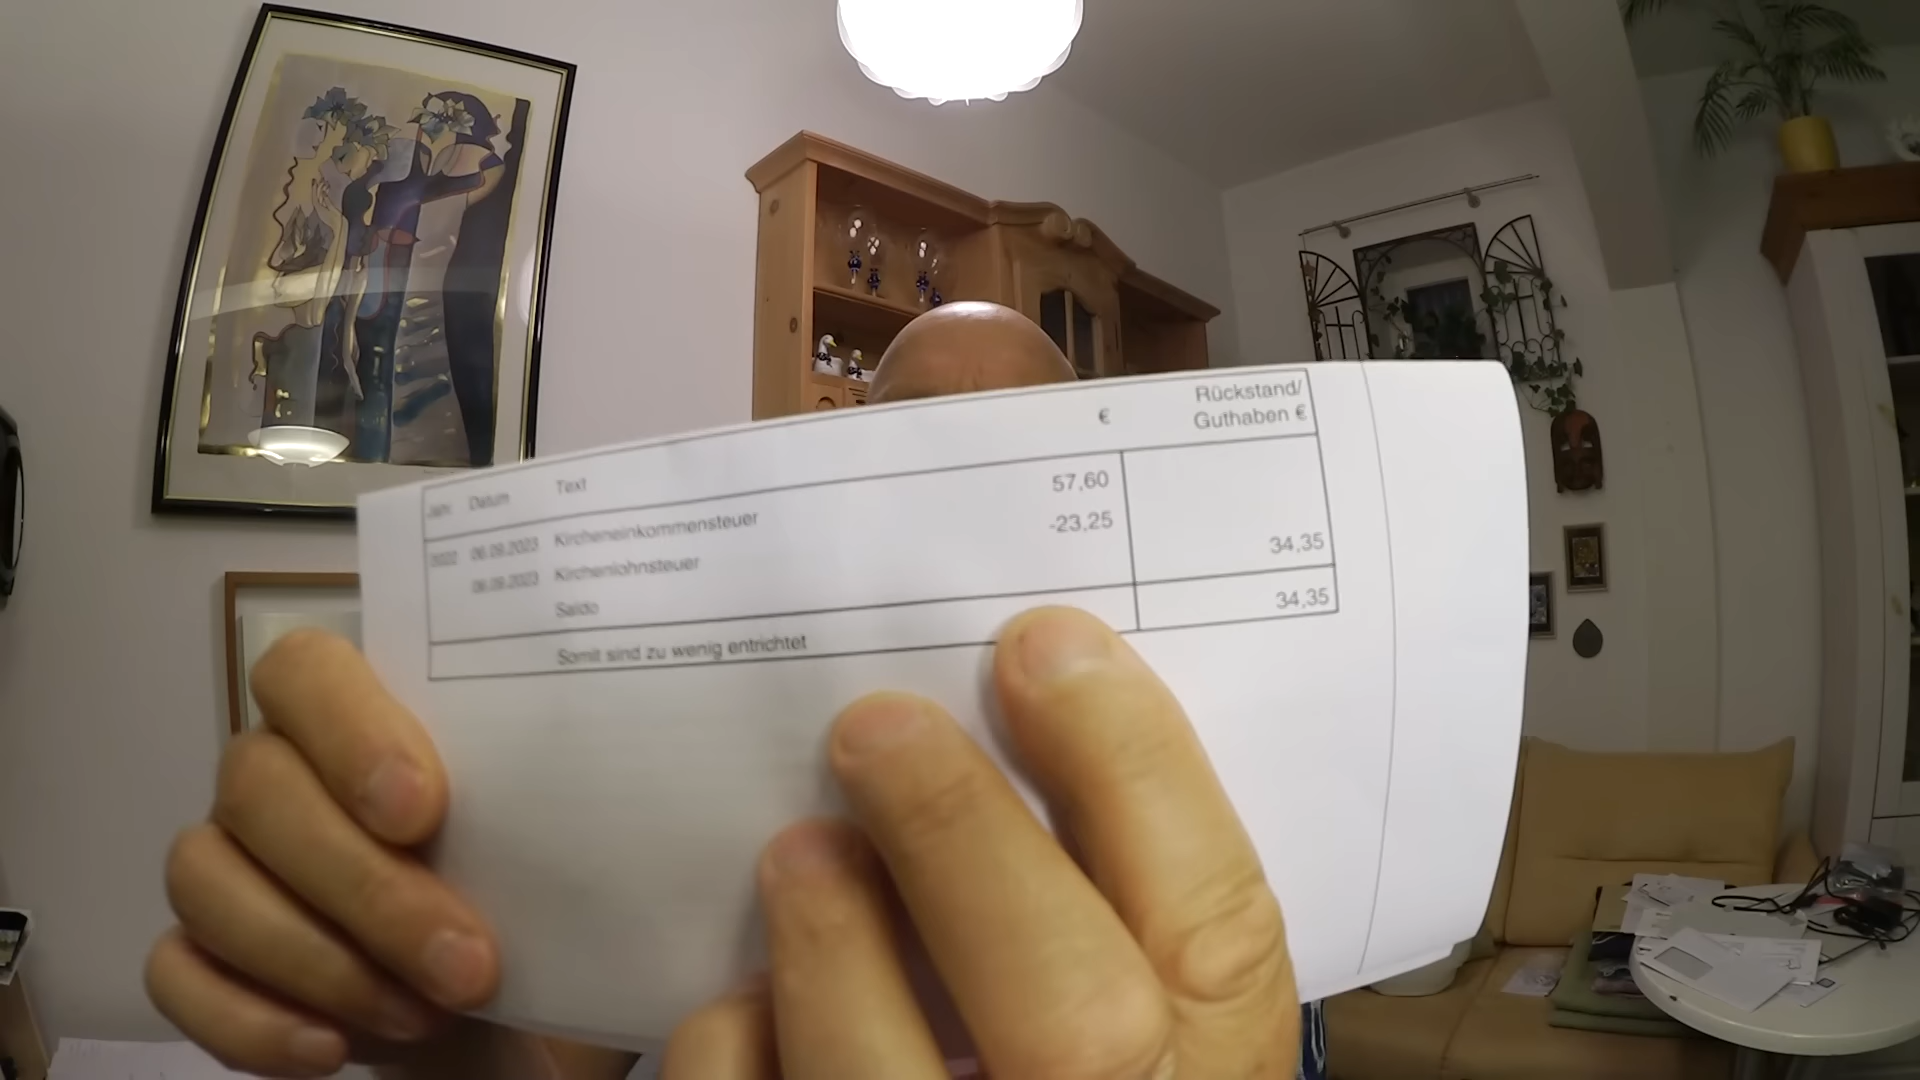 Rückstand/
€ Guthaben €
Jahr Datum Text
2022 06.09.2023 Kircheneinkommensteuer 57,60
06.09.2023 Kirchenlohnsteuer -23,25
Saldo 34,35
Somit sind zu wenig entrichtet 34,35